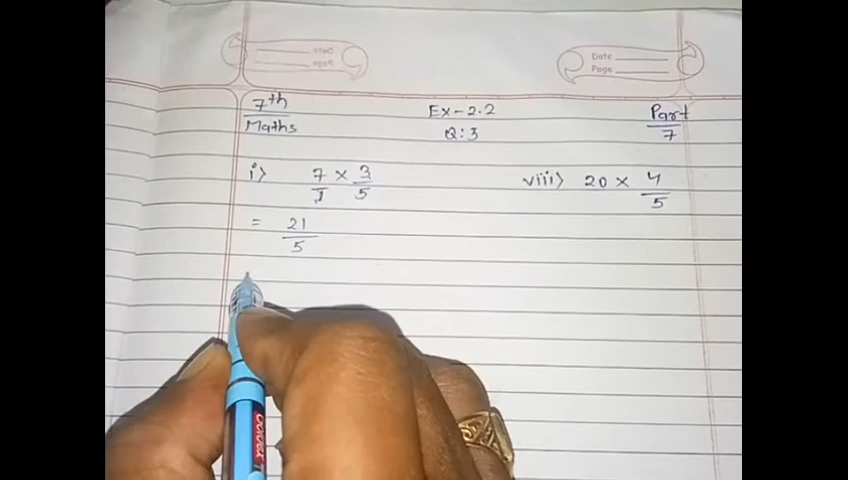 Date
Page
7th Ex-2.2 Part
Maths Q:3 7
i) 7/1 × 3/5 viii) 20 × 4/5
= 21/5